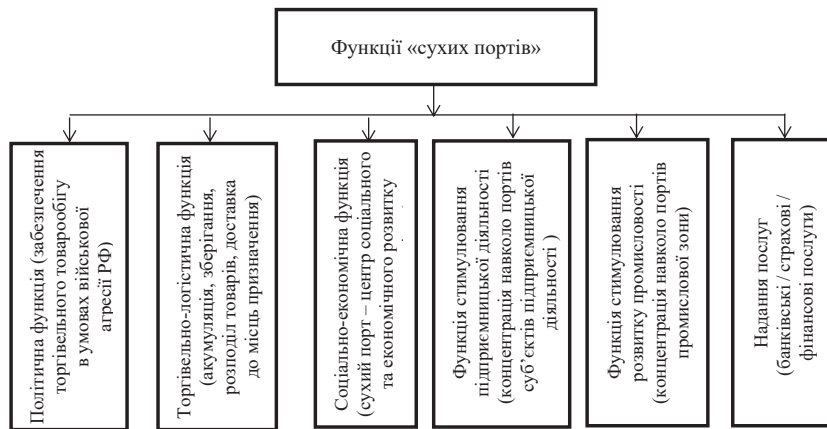 Функції «сухих портів»
Політична функція (забезпечення
торгівельного товарообігу
в умовах військової
агресії РФ)
Торгівельно-логістична функція
(акумуляція, зберігання,
розподіл товарів, доставка
до місць призначення)
Соціально-економічна функція
(сухий порт – центр соціального
та економічного розвитку
Функція стимулювання
підприємницької діяльності
(концентрація навколо портів
суб’єктів підприємницької
діяльності )
Функція стимулювання
розвитку промисловості
(концентрація навколо портів
промислової зони)
Надання послуг
(банківські / страхові /
фінансові послуги)